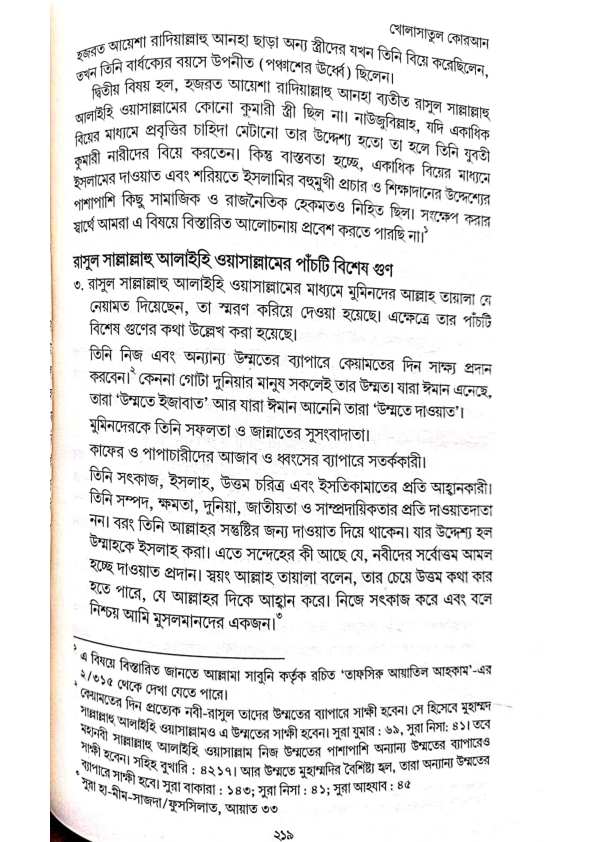 খোলাসাতুল কোরআন
হজরত আয়েশা রাদিয়াল্লাহু আনহা ছাড়া অন্য স্ত্রীদের যখন তিনি বিয়ে করেছিলেন,
তখন তিনি বার্ধক্যের বয়সে উপনীত (পঞ্চাশের ঊর্ধ্বে) ছিলেন।
দ্বিতীয় বিষয় হল, হজরত আয়েশা রাদিয়াল্লাহু আনহা ব্যতীত রাসুল সাল্লাল্লাহু
আলাইহি ওয়াসাল্লামের কোনো কুমারী স্ত্রী ছিল না। নাউজুবিল্লাহ, যদি একাধিক
বিয়ের মাধ্যমে প্রবৃত্তির চাহিদা মেটানো তার উদ্দেশ্য হতো তা হলে তিনি যুবতী
কুমারী নারীদের বিয়ে করতেন। কিন্তু বাস্তবতা হচ্ছে, একাধিক বিয়ের মাধ্যমে
ইসলামের দাওয়াত এবং শরিয়তে ইসলামির বহুমুখী প্রচার ও শিক্ষাদানের উদ্দেশ্যের
পাশাপাশি কিছু সামাজিক ও রাজনৈতিক হেকমতও নিহিত ছিল। সংক্ষেপ করার
স্বার্থে আমরা এ বিষয়ে বিস্তারিত আলোচনায় প্রবেশ করতে পারছি না।১
রাসুল সাল্লাল্লাহু আলাইহি ওয়াসাল্লামের পাঁচটি বিশেষ গুণ
৩. রাসুল সাল্লাল্লাহু আলাইহি ওয়াসাল্লামের মাধ্যমে মুমিনদের আল্লাহ তায়ালা যে
নেয়ামত দিয়েছেন, তা স্মরণ করিয়ে দেওয়া হয়েছে। এক্ষেত্রে তার পাঁচটি
বিশেষ গুণের কথা উল্লেখ করা হয়েছে।
তিনি নিজ এবং অন্যান্য উম্মতের ব্যাপারে কেয়ামতের দিন সাক্ষ্য প্রদান
করবেন।২ কেননা গোটা দুনিয়ার মানুষ সকলেই তার উম্মত। যারা ঈমান এনেছে,
তারা ‘উম্মতে ইজাবাত’ আর যারা ঈমান আনেনি তারা ‘উম্মতে দাওয়াত’।
মুমিনদেরকে তিনি সফলতা ও জান্নাতের সুসংবাদাতা।
কাফের ও পাপাচারীদের আজাব ও ধ্বংসের ব্যাপারে সতর্ককারী।
তিনি সৎকাজ, ইসলাহ, উত্তম চরিত্র এবং ইসতিকামাতের প্রতি আহ্বানকারী।
তিনি সম্পদ, ক্ষমতা, দুনিয়া, জাতীয়তা ও সাম্প্রদায়িকতার প্রতি দাওয়াতদাতা
নন। বরং তিনি আল্লাহর সন্তুষ্টির জন্য দাওয়াত দিয়ে থাকেন। যার উদ্দেশ্য হল
উম্মাহকে ইসলাহ করা। এতে সন্দেহের কী আছে যে, নবীদের সর্বোত্তম আমল
হচ্ছে দাওয়াত প্রদান। স্বয়ং আল্লাহ তায়ালা বলেন, তার চেয়ে উত্তম কথা কার
হতে পারে, যে আল্লাহর দিকে আহ্বান করে। নিজে সৎকাজ করে এবং বলে
নিশ্চয় আমি মুসলমানদের একজন।৩
১ এ বিষয়ে বিস্তারিত জানতে আল্লামা সাবুনি কর্তৃক রচিত ‘তাফসিরু আয়াতিল আহকাম’-এর
২/৩১৫ থেকে দেখা যেতে পারে।
২ কেয়ামতের দিন প্রত্যেক নবী-রাসুল তাদের উম্মতের ব্যাপারে সাক্ষী হবেন। সে হিসেবে মুহাম্মদ
সাল্লাল্লাহু আলাইহি ওয়াসাল্লামও এ উম্মতের সাক্ষী হবেন। সুরা যুমার : ৬৯, সুরা নিসা: ৪১। তবে
মহানবী সাল্লাল্লাহু আলাইহি ওয়াসাল্লাম নিজ উম্মতের পাশাপাশি অন্যান্য উম্মতের ব্যাপারেও
সাক্ষী হবেন। সহিহ বুখারি : ৪২১৭। আর উম্মতে মুহাম্মদির বৈশিষ্ট্য হল, তারা অন্যান্য উম্মতের
ব্যাপারে সাক্ষী হবে। সুরা বাকারা : ১৪৩; সুরা নিসা : ৪১; সুরা আহযাব : ৪৫
৩ সুরা হা-মীম-সাজদা/ফুসসিলাত, আয়াত ৩৩
২১৯